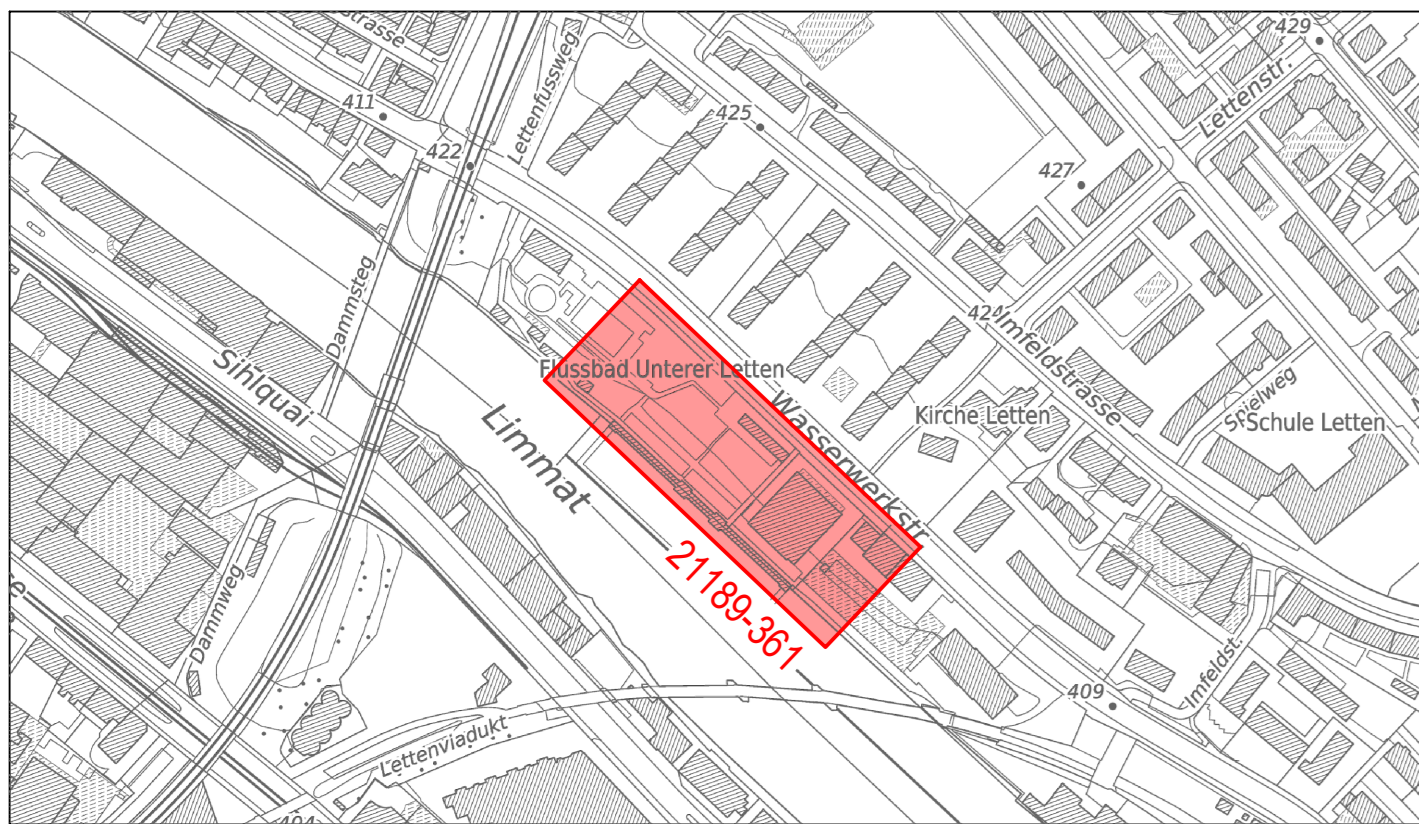 429
Lettenstr.
411
Lettenfussweg
425
422
427
Dammsteg
Sihlquai
424
Imfeldstrasse
Flussbad Unterer Letten
Wasserwerkstr
Kirche Letten
Spielweg
Schule Letten
Limmat
21189-361
Dammweg
Imfeldst.
409
Lettenviadukt
404